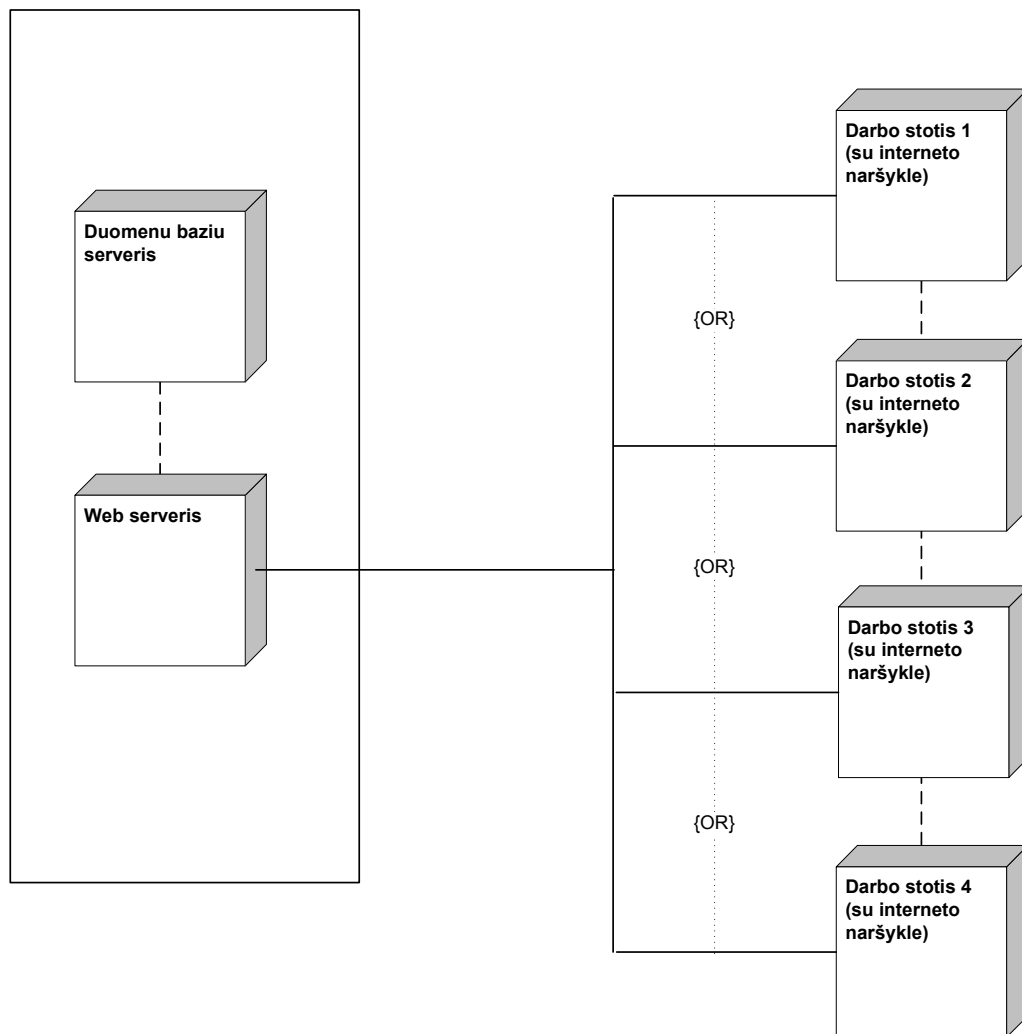 Duomenu baziu
serveris
Web serveris
Darbo stotis 1
(su interneto
naršykle)
{OR}
Darbo stotis 2
(su interneto
naršykle)
{OR}
Darbo stotis 3
(su interneto
naršykle)
{OR}
Darbo stotis 4
(su interneto
naršykle)